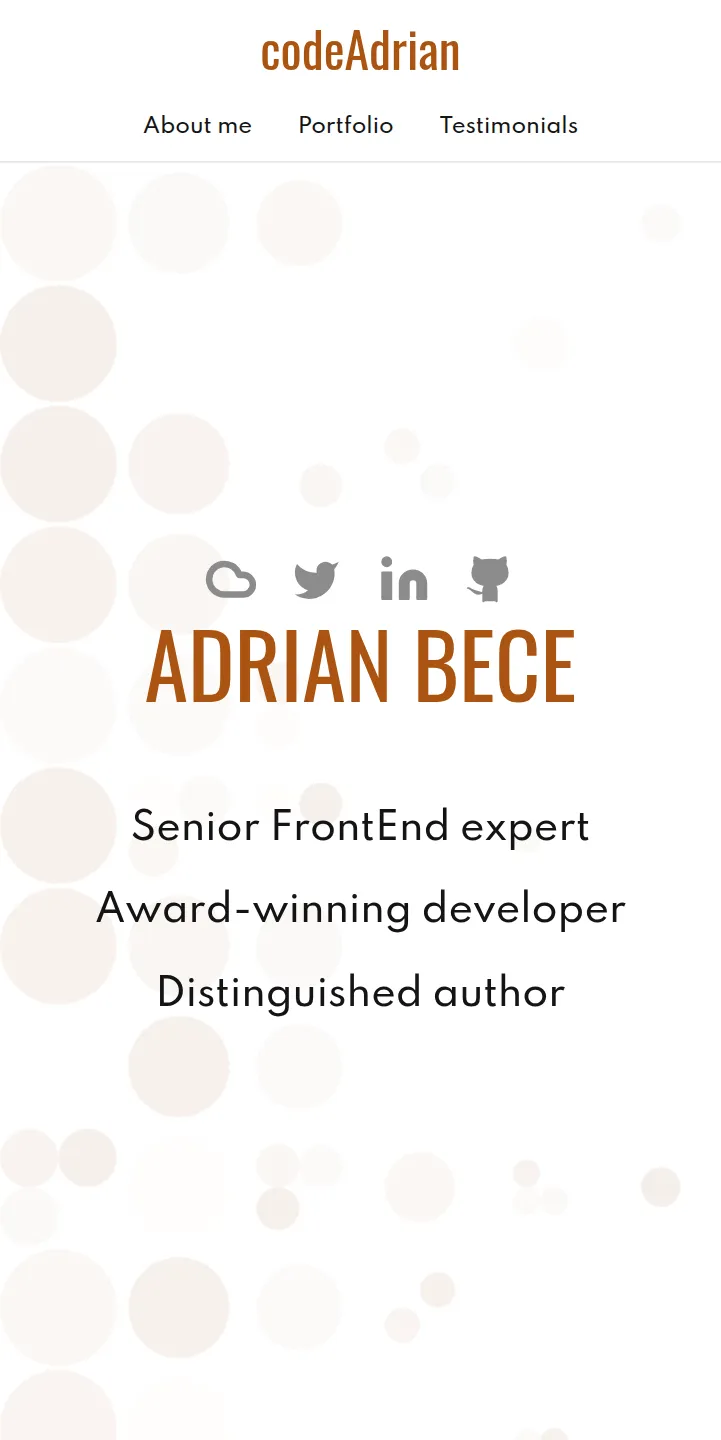 codeAdrian
About me Portfolio Testimonials
ADRIAN BECE
Senior FrontEnd expert
Award-winning developer
Distinguished author